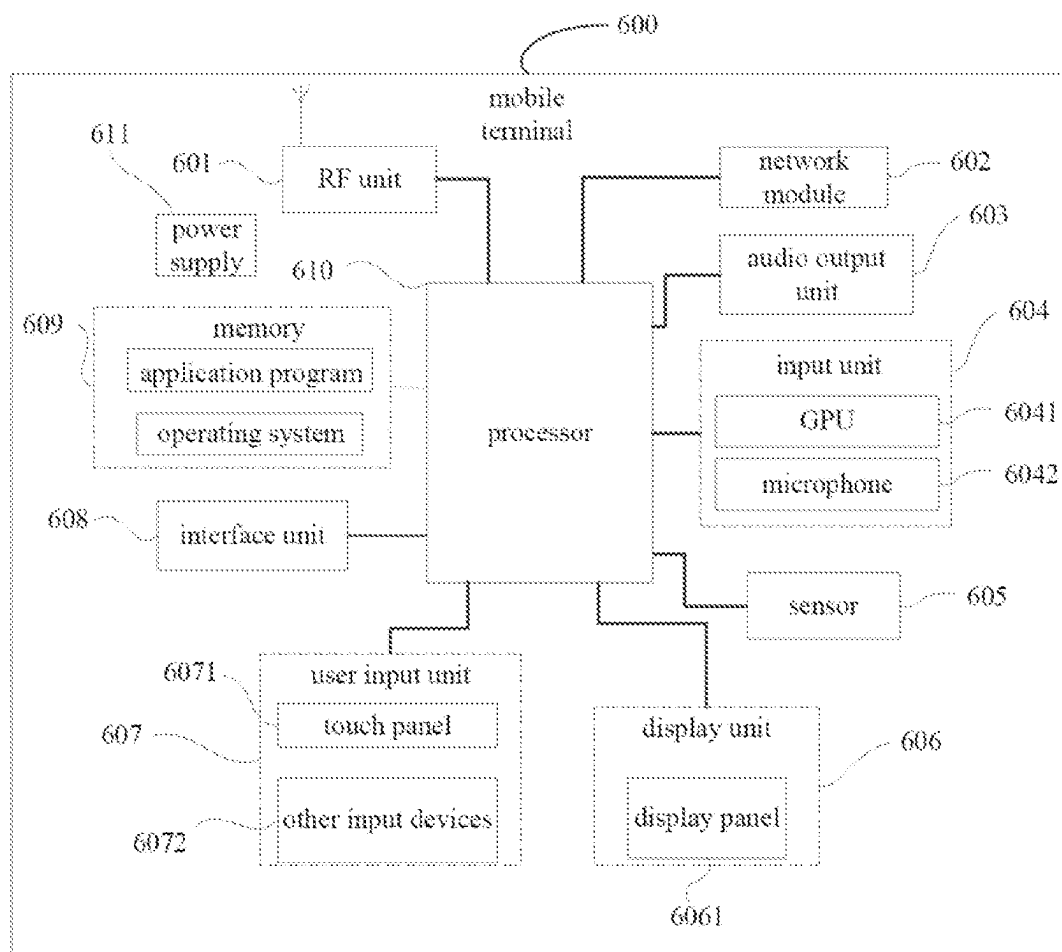 600
mobile
terminal
611
601
RF unit
network
module
602
power
supply
603
audio output
unit
610
609
memory
application program
operating system
processor
604
input unit
GPU
6041
microphone
6042
608
interface unit
sensor
605
6071
user input unit
touch panel
607
other input devices
6072
display unit
606
display panel
6061